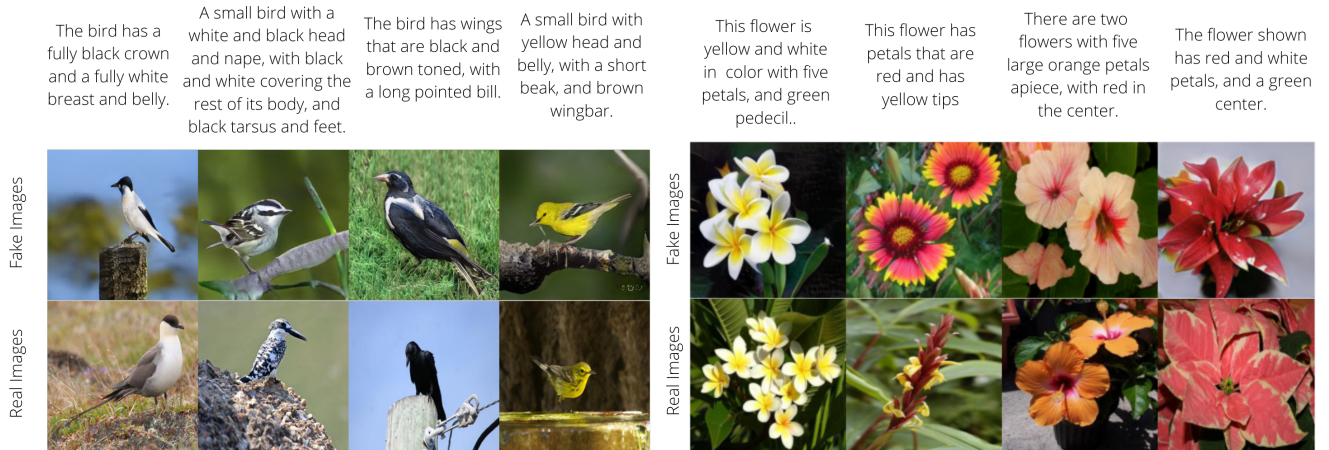 The bird has a
fully black crown
and a fully white
breast and belly.
A small bird with a
white and black head
and nape, with black
and white covering the
rest of its body, and
black tarsus and feet.
The bird has wings
that are black and
brown toned, with
a long pointed bill.
A small bird with
yellow head and
belly, with a short
beak, and brown
wingbar.
This flower is
yellow and white
in color with five
petals, and green
pedecil..
This flower has
petals that are
red and has
yellow tips
There are two
flowers with five
large orange petals
apiece, with red in
the center.
The flower shown
has red and white
petals, and a green
center.
Fake Images
Real Images
Fake Images
Real Images